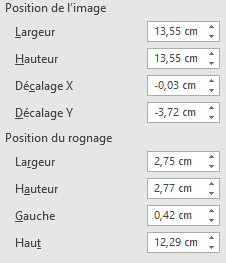 Position de l'image
Largeur 13,55 cm
Hauteur 13,55 cm
Décalage X -0,03 cm
Décalage Y -3,72 cm
Position du rognage
Largeur 2,75 cm
Hauteur 2,77 cm
Gauche 0,42 cm
Haut 12,29 cm